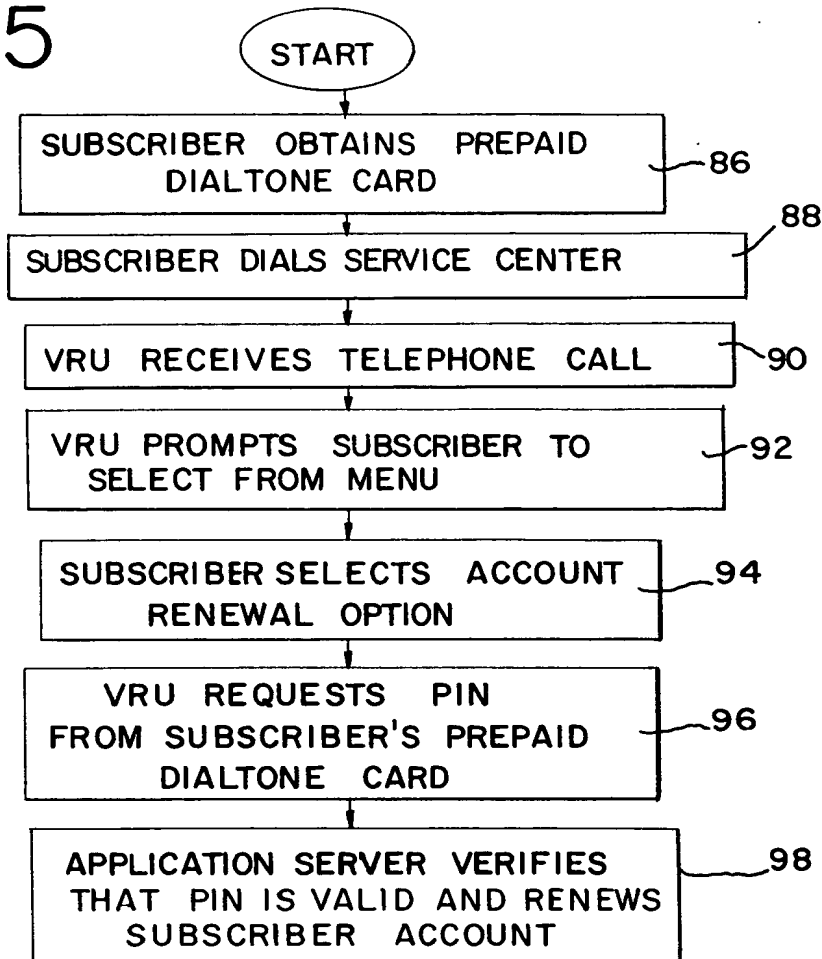 5
START
SUBSCRIBER OBTAINS PREPAID
DIALTONE CARD
86
SUBSCRIBER DIALS SERVICE CENTER
88
VRU RECEIVES TELEPHONE CALL
90
VRU PROMPTS SUBSCRIBER TO
SELECT FROM MENU
92
SUBSCRIBER SELECTS ACCOUNT
RENEWAL OPTION
94
VRU REQUESTS PIN
FROM SUBSCRIBER'S PREPAID
DIALTONE CARD
96
APPLICATION SERVER VERIFIES
THAT PIN IS VALID AND RENEWS
SUBSCRIBER ACCOUNT
98